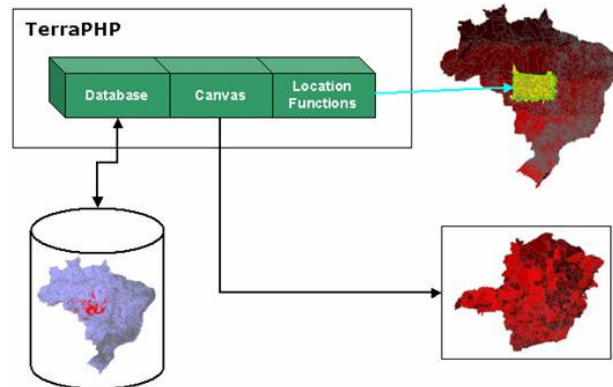 TerraPHP
Database
Canvas
Location
Functions